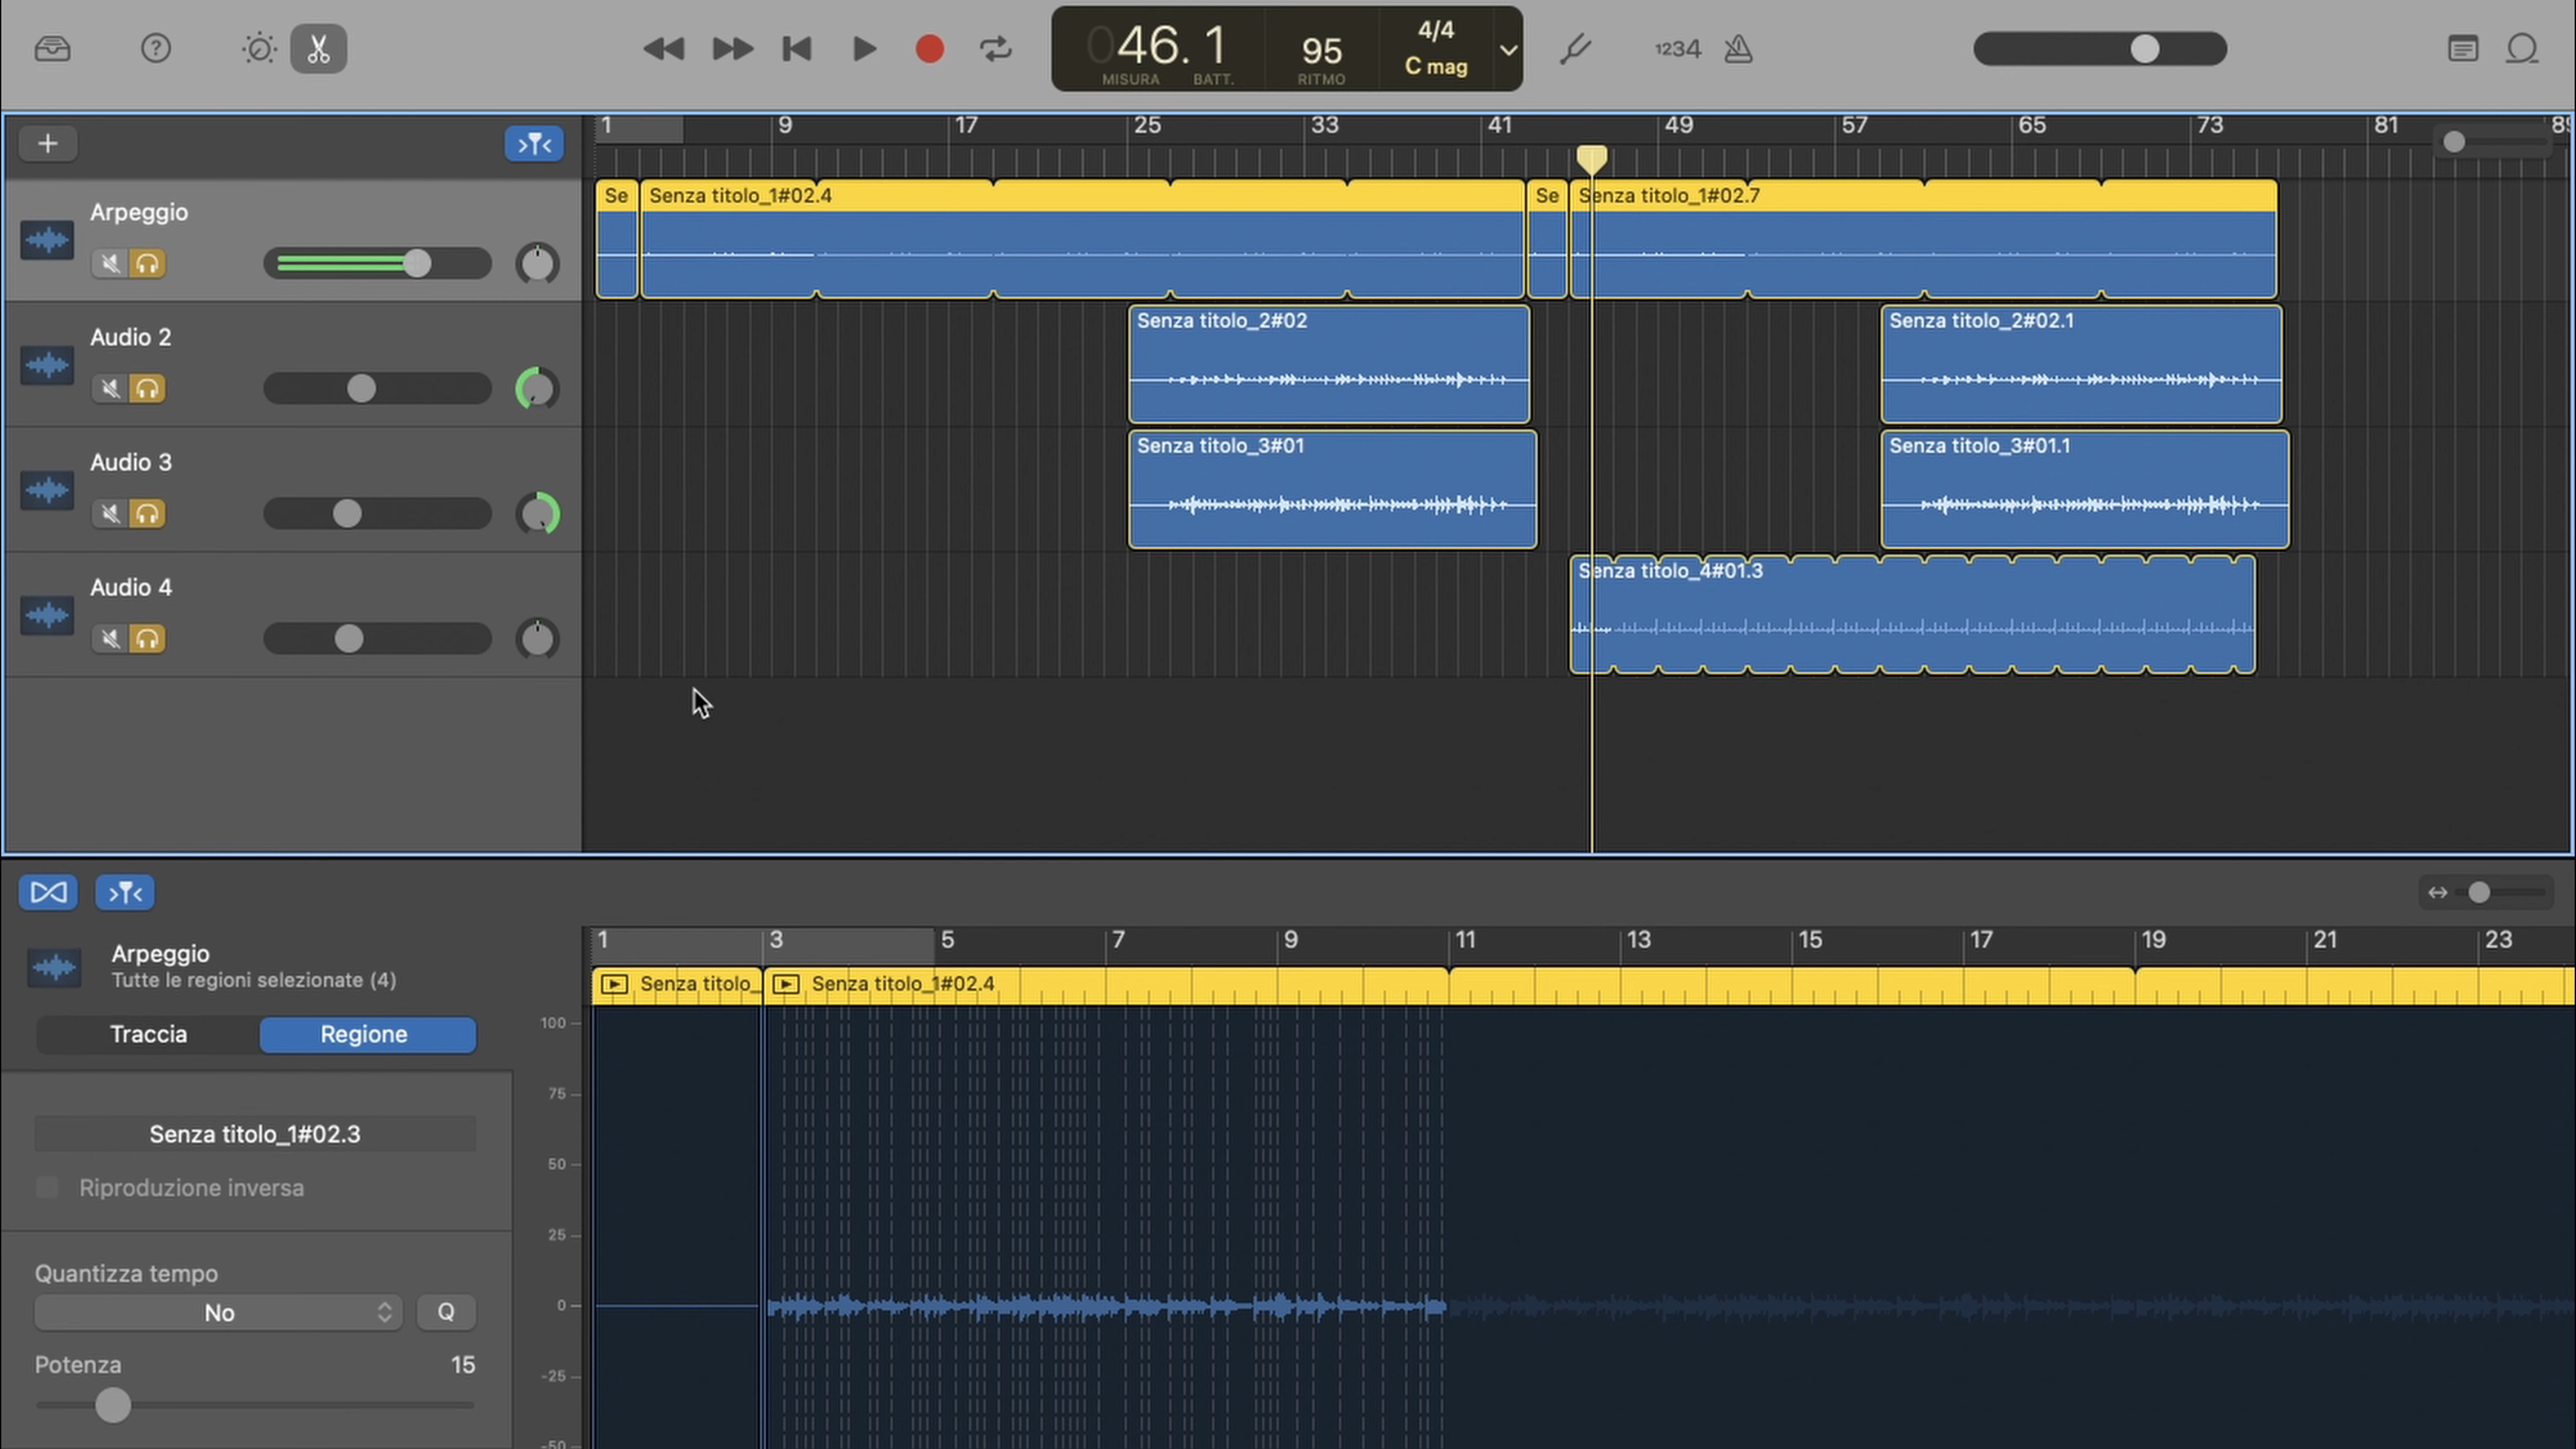 046. 1
MISURA BATT.
95
RITMO
4/4
C mag
1234
1 9 17 25 33 41 49 57 65 73 81
Arpeggio
Se Senza titolo_1#02.4 Se Senza titolo_1#02.7
Audio 2
Senza titolo_2#02 Senza titolo_2#02.1
Audio 3
Senza titolo_3#01 Senza titolo_3#01.1
Audio 4
Senza titolo_4#01.3
1 3 5 7 9 11 13 15 17 19 21 23
Arpeggio
Tutte le regioni selezionate (4)
Senza titolo_ Senza titolo_1#02.4
Traccia Regione
Senza titolo_1#02.3
Riproduzione inversa
Quantizza tempo
No Q
Potenza 15
100
75
50
25
0
-25
-50